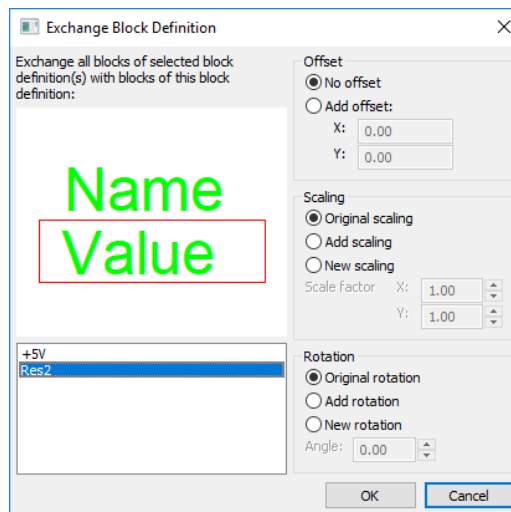 Exchange Block Definition
Exchange all blocks of selected block
definition(s) with blocks of this block
definition:
Name
Value
+5V
Res2
Offset
No offset
Add offset:
X: 0.00
Y: 0.00
Scaling
Original scaling
Add scaling
New scaling
Scale factor X: 1.00
Y: 1.00
Rotation
Original rotation
Add rotation
New rotation
Angle: 0.00
OK Cancel